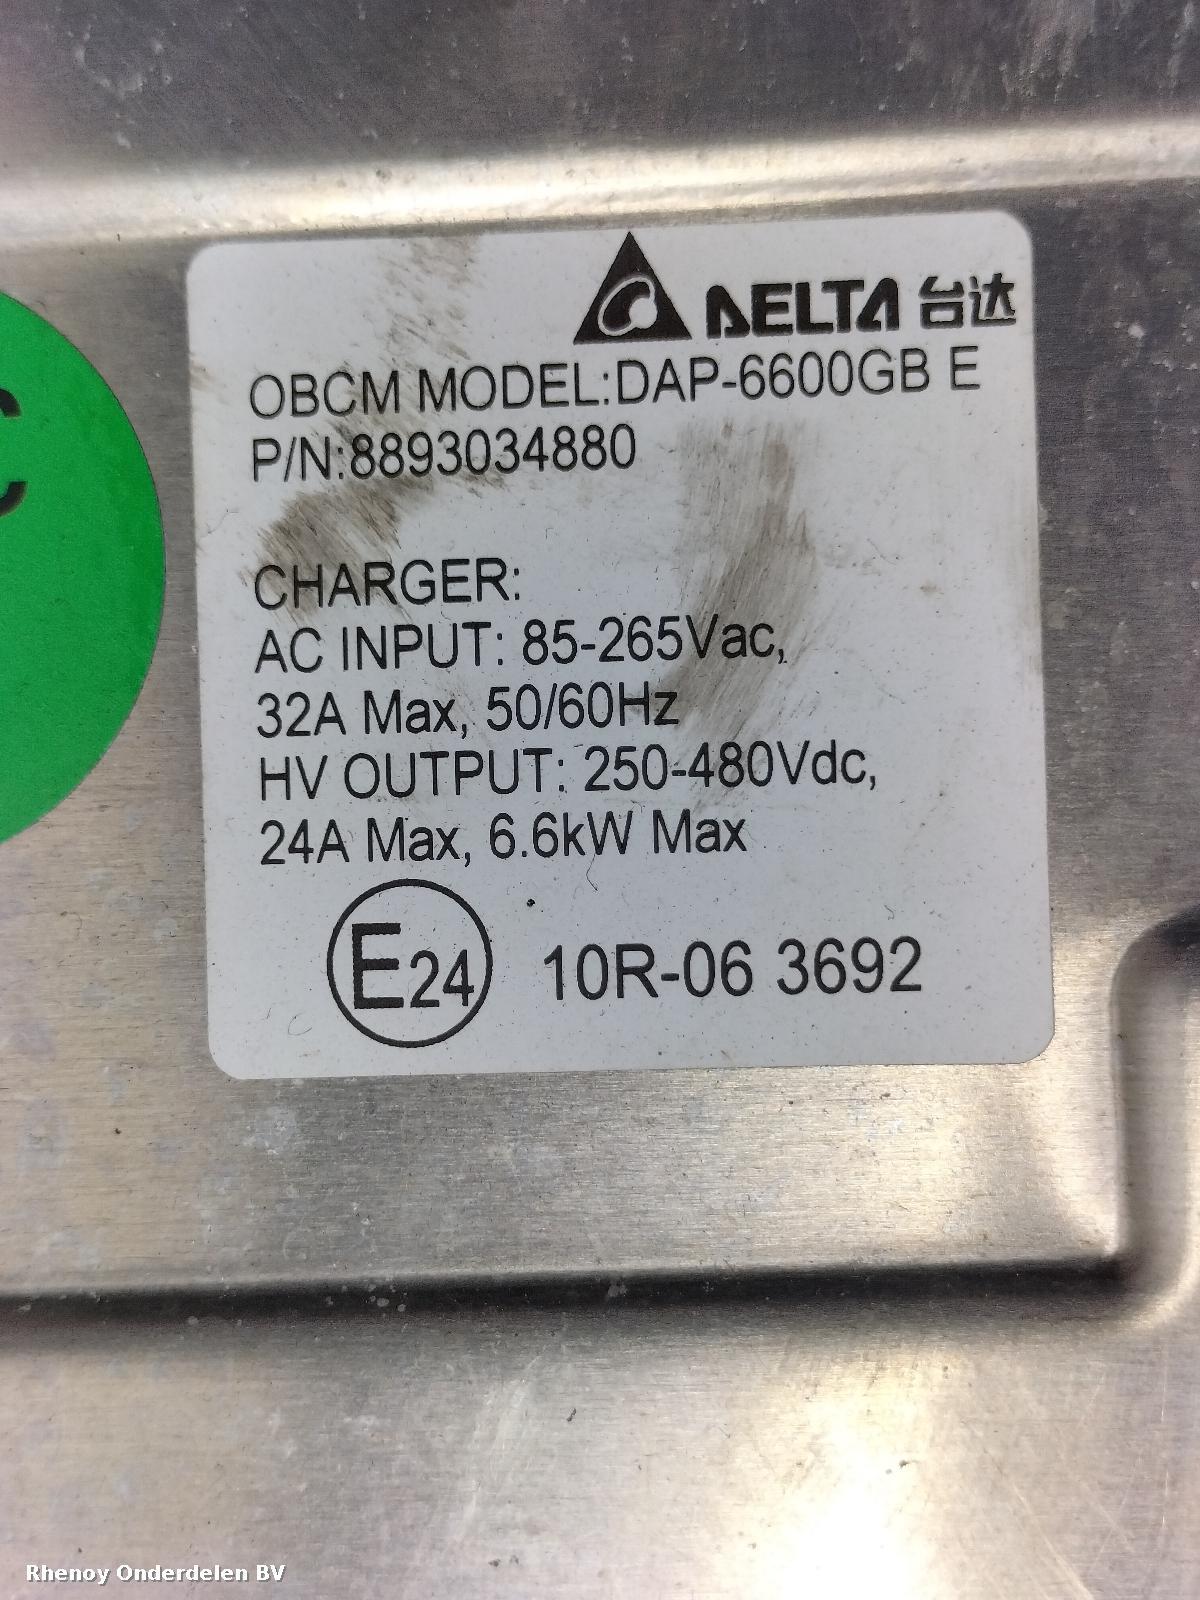 DELTA 台达
OBCM MODEL:DAP-6600GB E
P/N:8893034880
CHARGER:
AC INPUT: 85-265Vac,
32A Max, 50/60Hz
HV OUTPUT: 250-480Vdc,
24A Max, 6.6kW Max
E24 10R-06 3692
Rhenoy Onderdelen BV